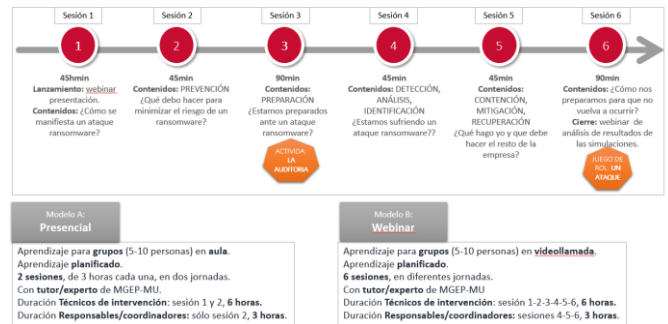 Sesión 1
Sesión 2
Sesión 3
Sesión 4
Sesión 5
Sesión 6
1
2
3
4
5
6
45hmin
Lanzamiento: webinar
presentación.
Contenidos: ¿Cómo se
manifiesta un ataque
ransomware?
45min
Contenidos: PREVENCIÓN
¿Qué debo hacer para
minimizar el riesgo de un
ransomware?
90min
Contenidos:
PREPARACIÓN
¿Estamos preparados
ante un ataque
ransomware?
ACTIVIDA:
LA
AUDITORIA
45min
Contenidos: DETECCIÓN,
ANÁLISIS,
IDENTIFICACIÓN
¿Estamos sufriendo un
ataque ransomware??
45min
Contenidos:
CONTENCIÓN,
MITIGACIÓN,
RECUPERACIÓN
¿Qué hago yo y que debe
hacer el resto de la
empresa?
90min
Contenidos: ¿Cómo nos
preparamos para que no
vuelva a ocurrir?
Cierre: webinar de
análisis de resultados de
las simulaciones.
JUEGO DE
ROL: UN
ATAQUE
Modelo A:
Presencial
Aprendizaje para grupos (5-10 personas) en aula.
Aprendizaje planificado.
2 sesiones, de 3 horas cada una, en dos jornadas.
Con tutor/experto de MGEP-MU.
Duración Técnicos de intervención: sesión 1 y 2, 6 horas.
Duración Responsables/coordinadores: sólo sesión 2, 3 horas.
Modelo B:
Webinar
Aprendizaje para grupos (5-10 personas) en videollamada.
Aprendizaje planificado.
6 sesiones, en diferentes jornadas.
Con tutor/experto de MGEP-MU
Duración Técnicos de intervención: sesión 1-2-3-4-5-6, 6 horas.
Duración Responsables/coordinadores: sesiones 4-5-6, 3 horas.